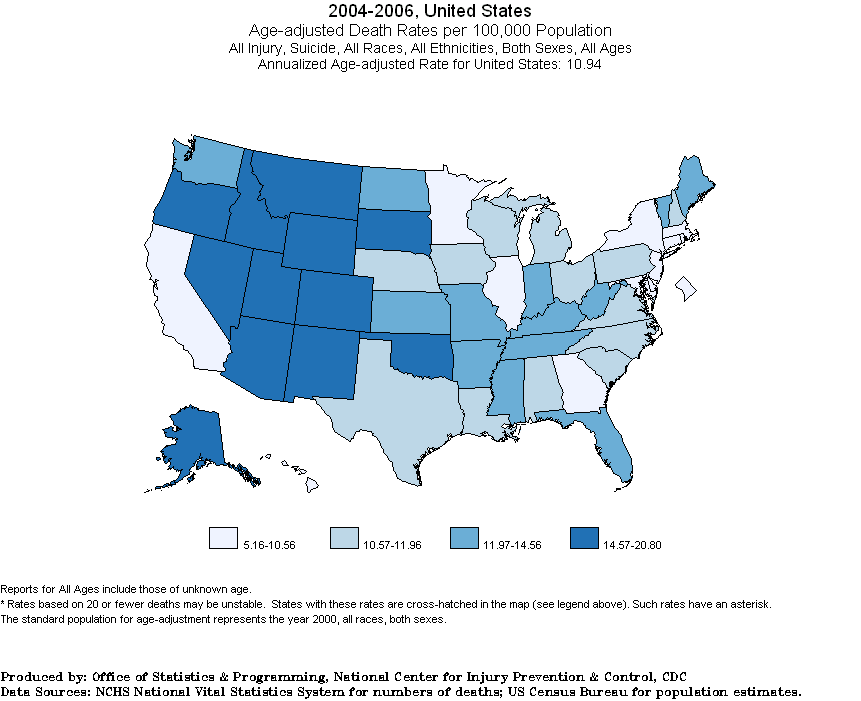 2004-2006, United States
Age-adjusted Death Rates per 100,000 Population
All Injury, Suicide, All Races, All Ethnicities, Both Sexes, All Ages
Annualized Age-adjusted Rate for United States: 10.94
5.16-10.56
10.57-11.96
11.97-14.56
14.57-20.80
Reports for All Ages include those of unknown age.
* Rates based on 20 or fewer deaths may be unstable. States with these rates are cross-hatched in the map (see legend above). Such rates have an asterisk.
The standard population for age-adjustment represents the year 2000, all races, both sexes.
Produced by: Office of Statistics & Programming, National Center for Injury Prevention & Control, CDC
Data Sources: NCHS National Vital Statistics System for numbers of deaths; US Census Bureau for population estimates.